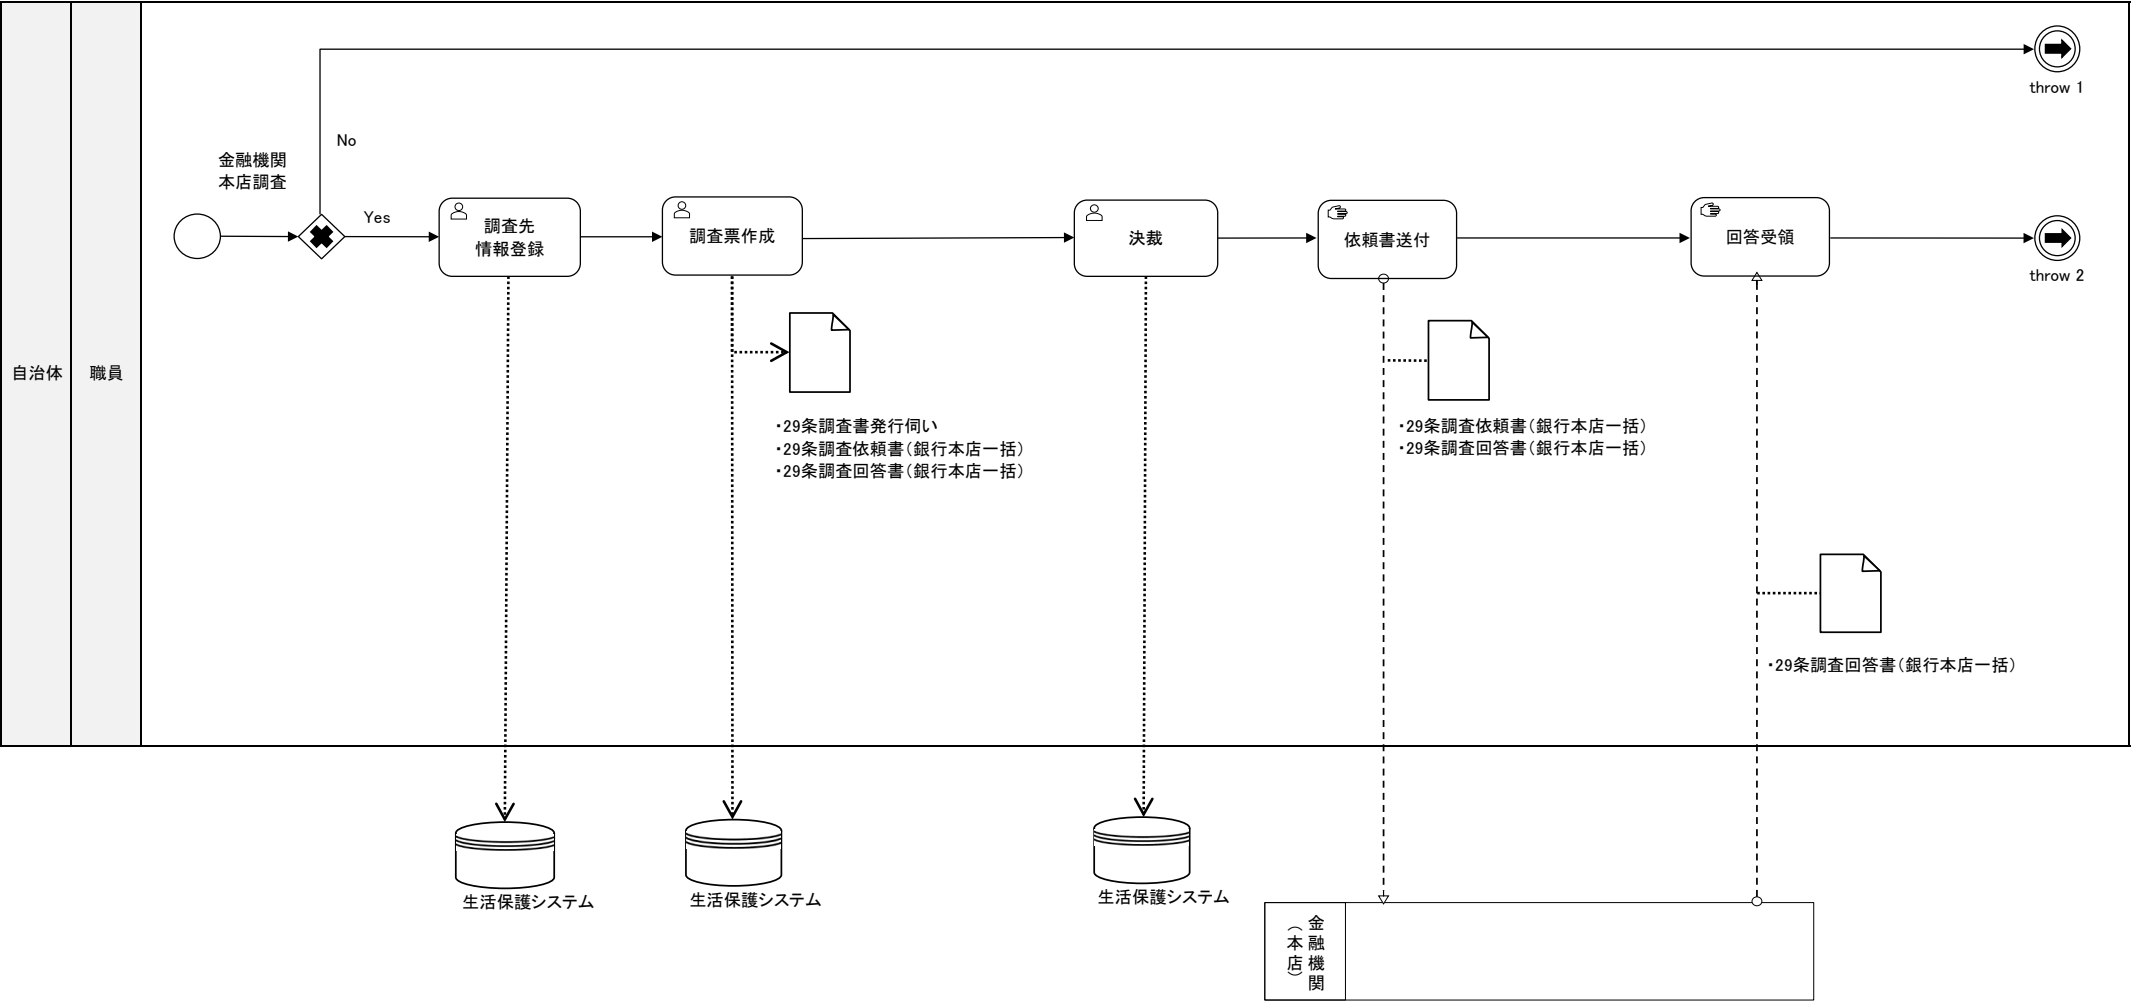 自治体
職員
throw 1
No
金融機関
本店調査
Yes
調査先
情報登録
調査票作成
決裁
依頼書送付
回答受領
throw 2
・29条調査書発行伺い
・29条調査依頼書（銀行本店一括）
・29条調査回答書（銀行本店一括）
・29条調査依頼書（銀行本店一括）
・29条調査回答書（銀行本店一括）
・29条調査回答書（銀行本店一括）
生活保護システム
生活保護システム
生活保護システム
金融機関
（本店）